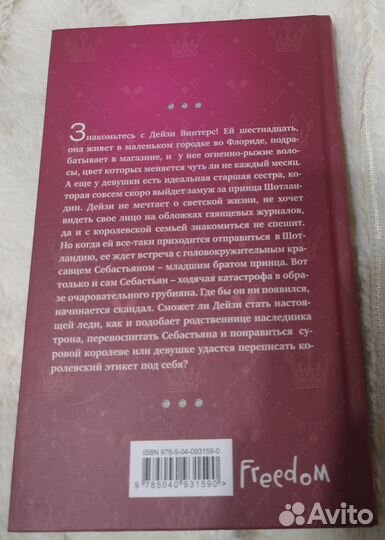 Знакомьтесь с Дейзи Винтерс! Ей шестнадцать,
она живет в маленьком городке во Флориде, подра-
батывает в магазине, и у нее огненно-рыжие воло-
сы, цвет которых меняется чуть ли не каждый месяц.
А еще у девушки есть идеальная старшая сестра, ко-
торая совсем скоро выйдет замуж за принца Шотлан-
дии. Дейзи не мечтает о светской жизни, не хочет
видеть свое лицо на обложках глянцевых журналов,
да и с королевской семьей знакомиться не спешит.
Но когда ей все-таки приходится отправиться в Шот-
ландию, ее ждет встреча с головокружительным кра-
савцем Себастьяном – младшим братом принца. Вот
только и сам Себастьян – ходячая катастрофа в обра-
зе очаровательного грубияна. Где бы он ни появился,
начинается скандал. Сможет ли Дейзи стать настоя-
щей леди, как и подобает родственнице наследника
трона, перевоспитать Себастьяна и понравиться су-
ровой королеве или девушке удастся переписать ко-
ролевский этикет под себя?
ISBN 978-5-04-093159-0
9 785040 931590 >
freedom
Avito